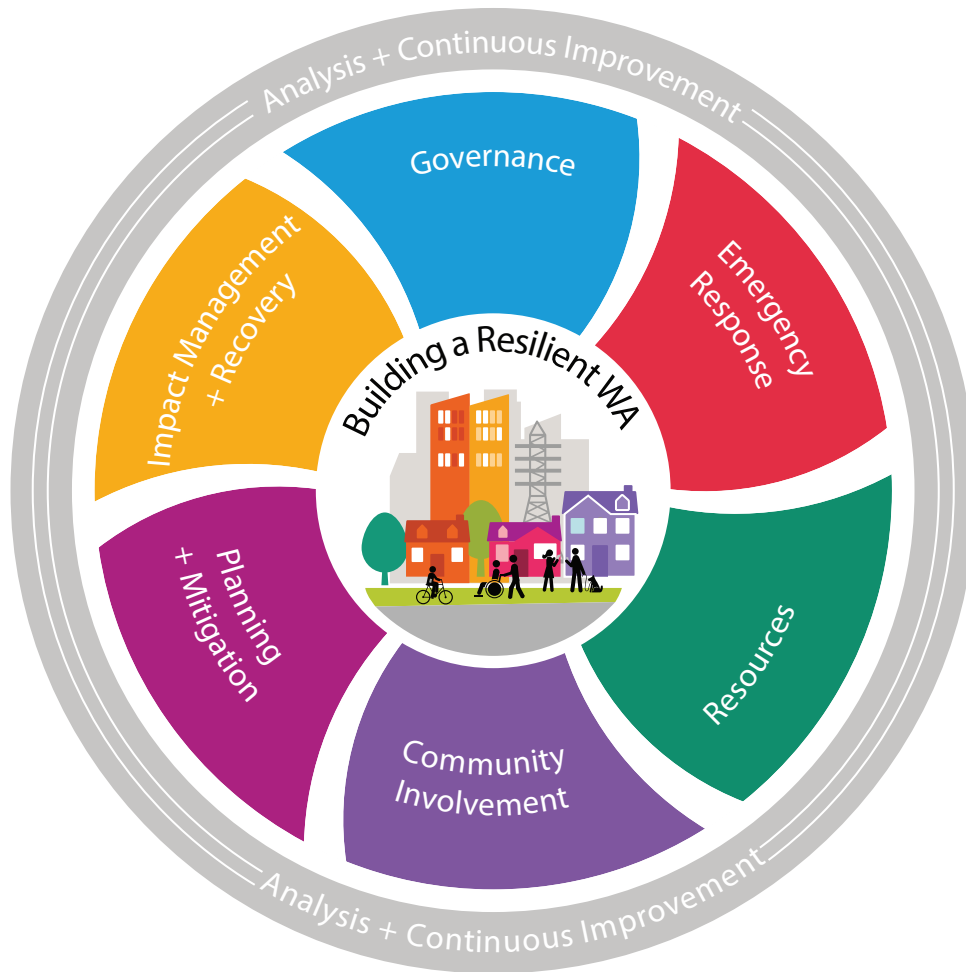 Analysis + Continuous Improvement
Governance
Emergency
Response
Resources
Community
Involvement
Planning
+ Mitigation
Impact Management
+ Recovery
Building a Resilient WA
Analysis + Continuous Improvement